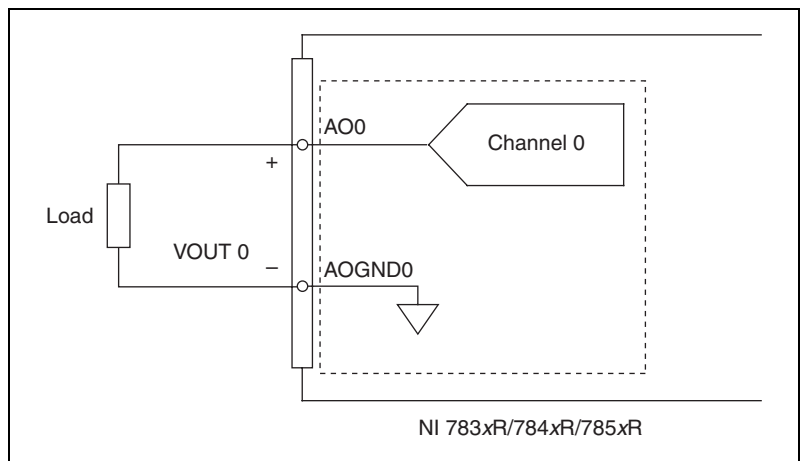 AO0
Channel 0
+
Load
VOUT 0
–
AOGND0
NI 783xR/784xR/785xR